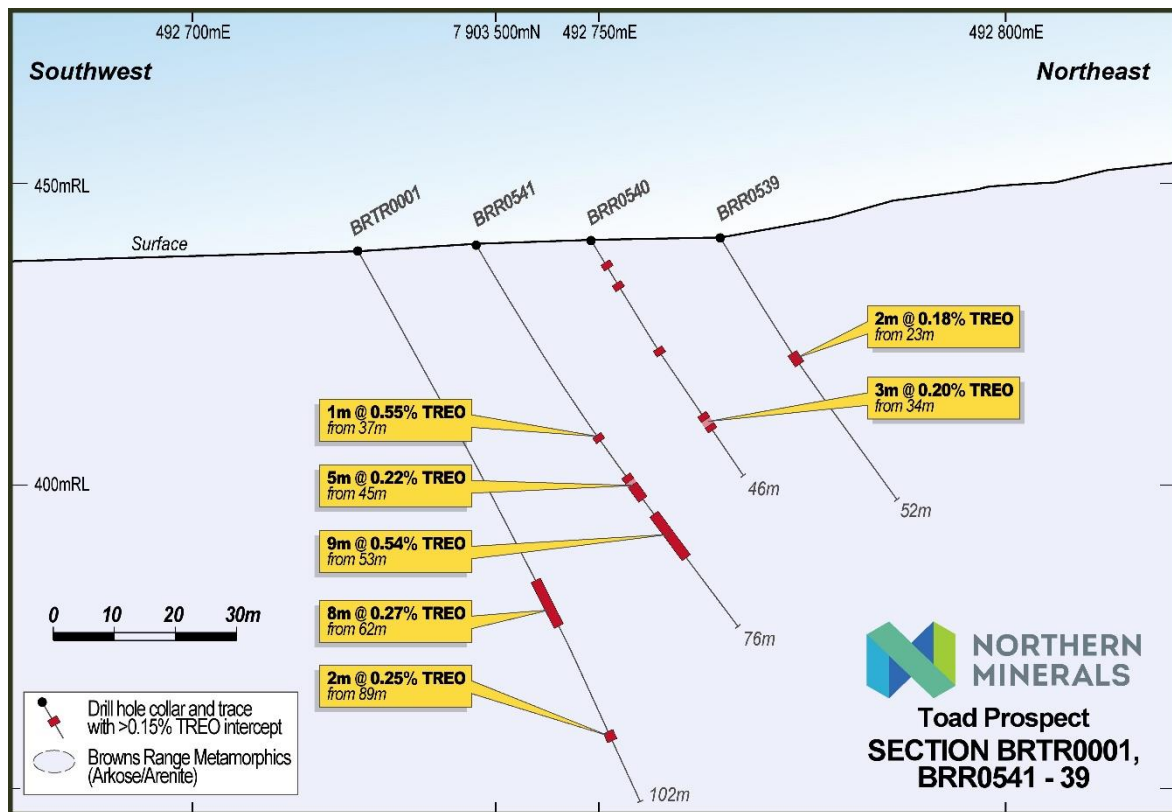 492 700mE
7 903 500mN
492 750mE
492 800mE
Southwest
Northeast
450mRL
BRTR0001
BRR0541
BRR0540
BRR0539
Surface
2m @ 0.18% TREO
from 23m
3m @ 0.20% TREO
from 34m
1m @ 0.55% TREO
from 37m
400mRL
5m @ 0.22% TREO
from 45m
46m
52m
9m @ 0.54% TREO
from 53m
0 10 20 30m
8m @ 0.27% TREO
from 62m
76m
2m @ 0.25% TREO
from 89m
102m
Drill hole collar and trace
with >0.15% TREO intercept
Browns Range Metamorphics
(Arkose/Arenite)
NORTHERN
MINERALS
Toad Prospect
SECTION BRTR0001,
BRR0541 - 39